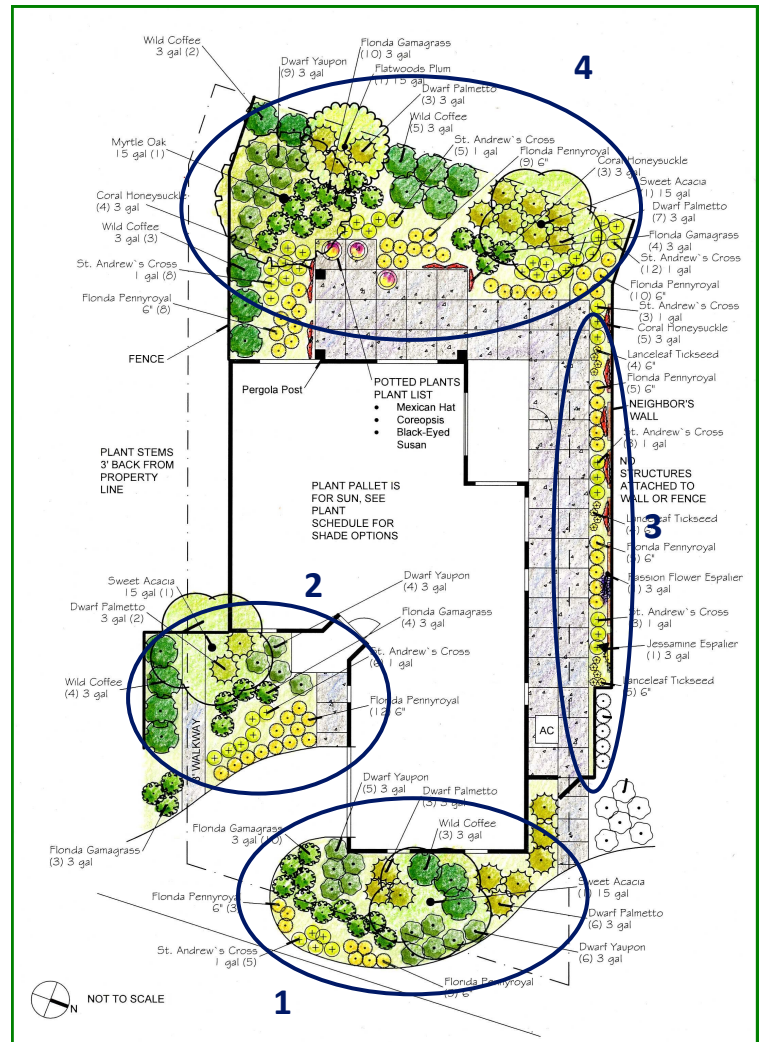 Wild Coffee
3 gal (2)
Florida Gamagrass
(10) 3 gal
Dwarf Yaupon
(9) 3 gal
Flatwoods Plum
(1) 15 gal
Dwarf Palmetto
(3) 3 gal
4
Wild Coffee
(5) 3 gal
St. Andrew`s Cross
(5) 1 gal
Florida Pennyroyal
(9) 6"
Myrtle Oak
15 gal (1)
Coral Honeysuckle
(3) 3 gal
Sweet Acacia
(1) 15 gal
Dwarf Palmetto
(7) 3 gal
Coral Honeysuckle
(4) 3 gal
Wild Coffee
3 gal (3)
Florida Gamagrass
(4) 3 gal
St. Andrew`s Cross
(12) 1 gal
St. Andrew`s Cross
1 gal (8)
Florida Pennyroyal
(10) 6"
Florida Pennyroyal
6" (8)
St. Andrew`s Cross
(3) 1 gal
Coral Honeysuckle
(5) 3 gal
FENCE
Pergola Post
POTTED PLANTS
PLANT LIST
• Mexican Hat
• Coreopsis
• Black-Eyed
Susan
Lanceleaf Tickseed
(4) 6"
Florida Pennyroyal
(5) 6"
NEIGHBOR'S
WALL
St. Andrew`s Cross
1 gal
PLANT STEMS
3' BACK FROM
PROPERTY
LINE
PLANT PALLET IS
FOR SUN, SEE
PLANT
SCHEDULE FOR
SHADE OPTIONS
NO
STRUCTURES
ATTACHED TO
WALL OR FENCE
Lanceleaf Tickseed
6"
3
Florida Pennyroyal
6"
Passion Flower Espalier
3 gal
St. Andrew`s Cross
1 gal
Jessamine Espalier
(1) 3 gal
Lanceleaf Tickseed
6"
2
Sweet Acacia
15 gal (1)
Dwarf Palmetto
3 gal (2)
Dwarf Yaupon
(4) 3 gal
Florida Gamagrass
(4) 3 gal
St. Andrew`s Cross
(6) 1 gal
Wild Coffee
(4) 3 gal
Florida Pennyroyal
(12) 6"
3' WALKWAY
AC
Florida Gamagrass
(3) 3 gal
Dwarf Yaupon
(5) 3 gal
Dwarf Palmetto
(3) 3 gal
Wild Coffee
(3) 3 gal
Florida Gamagrass
3 gal (10)
Florida Pennyroyal
6"
St. Andrew`s Cross
1 gal (5)
Sweet Acacia
(1) 15 gal
Dwarf Palmetto
(6) 3 gal
Dwarf Yaupon
(6) 3 gal
Florida Pennyroyal
6"
1
N
NOT TO SCALE